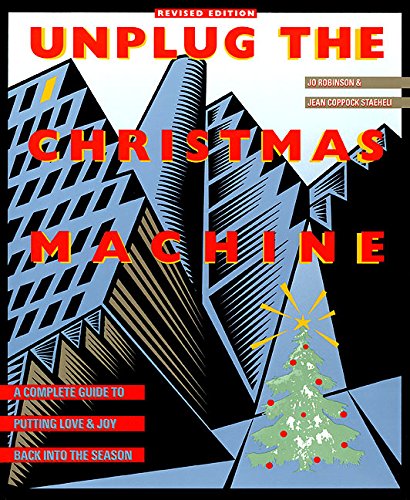 REVISED EDITION
UNPLUG THE
JO ROBINSON &
JEAN COPPOCK STAEHELI
CHRISTMAS
MACHINE
A COMPLETE GUIDE TO
PUTTING LOVE & JOY
BACK INTO THE SEASON